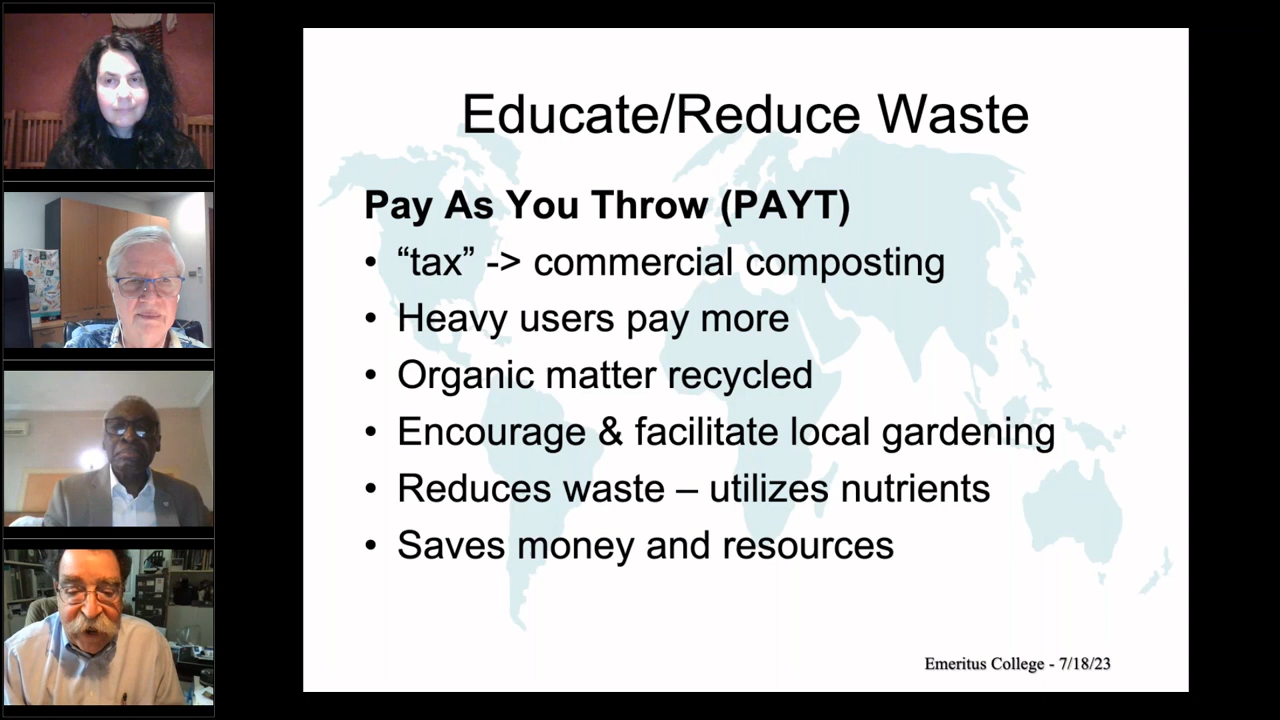 Educate/Reduce Waste
Pay As You Throw (PAYT)
• “tax” -> commercial composting
• Heavy users pay more
• Organic matter recycled
• Encourage & facilitate local gardening
• Reduces waste – utilizes nutrients
• Saves money and resources
Emeritus College - 7/18/23